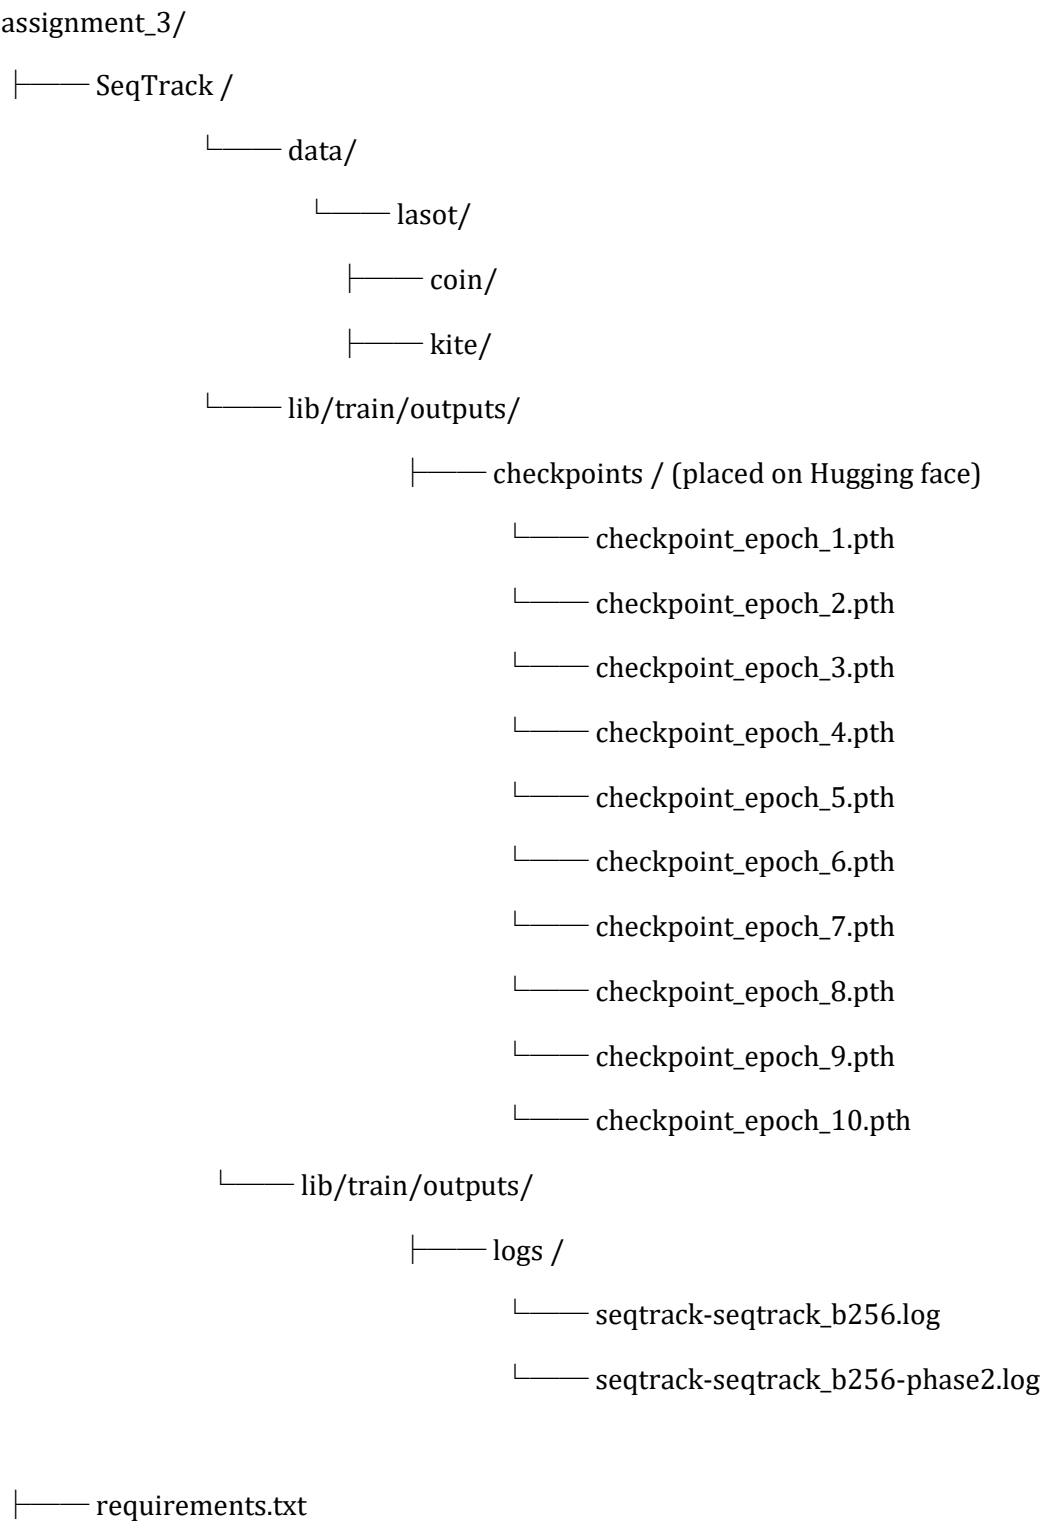 assignment_3/
├── SeqTrack /
└── data/
└── lasot/
├── coin/
├── kite/
└── lib/train/outputs/
├── checkpoints / (placed on Hugging face)
└── checkpoint_epoch_1.pth
└── checkpoint_epoch_2.pth
└── checkpoint_epoch_3.pth
└── checkpoint_epoch_4.pth
└── checkpoint_epoch_5.pth
└── checkpoint_epoch_6.pth
└── checkpoint_epoch_7.pth
└── checkpoint_epoch_8.pth
└── checkpoint_epoch_9.pth
└── checkpoint_epoch_10.pth
└── lib/train/outputs/
├── logs /
└── seqtrack-seqtrack_b256.log
└── seqtrack-seqtrack_b256-phase2.log
├── requirements.txt